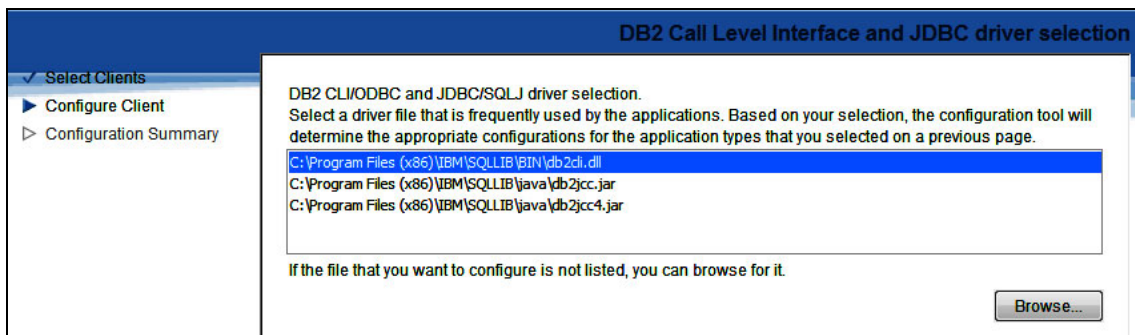 DB2 Call Level Interface and JDBC driver selection
Select Clients
Configure Client
Configuration Summary
DB2 CLI/ODBC and JDBC/SQLJ driver selection.
Select a driver file that is frequently used by the applications. Based on your selection, the configuration tool will
determine the appropriate configurations for the application types that you selected on a previous page.
C:\Program Files (x86)\IBM\SQLLIB\BIN\db2cli.dll
C:\Program Files (x86)\IBM\SQLLIB\java\db2jcc.jar
C:\Program Files (x86)\IBM\SQLLIB\java\db2jcc4.jar
If the file that you want to configure is not listed, you can browse for it.
Browse...